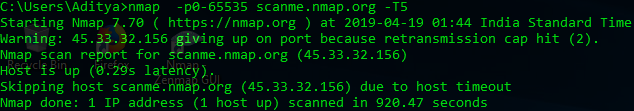 C:\Users\Aditya>nmap  -p0-65535 scanme.nmap.org -T5
Starting Nmap 7.70 ( https://nmap.org ) at 2019-04-19 01:44 India Standard Time
Warning: 45.33.32.156 giving up on port because retransmission cap hit (2).
Nmap scan report for scanme.nmap.org (45.33.32.156)
Host is up (0.29s latency).
Skipping host scanme.nmap.org (45.33.32.156) due to host timeout
Nmap done: 1 IP address (1 host up) scanned in 920.47 seconds